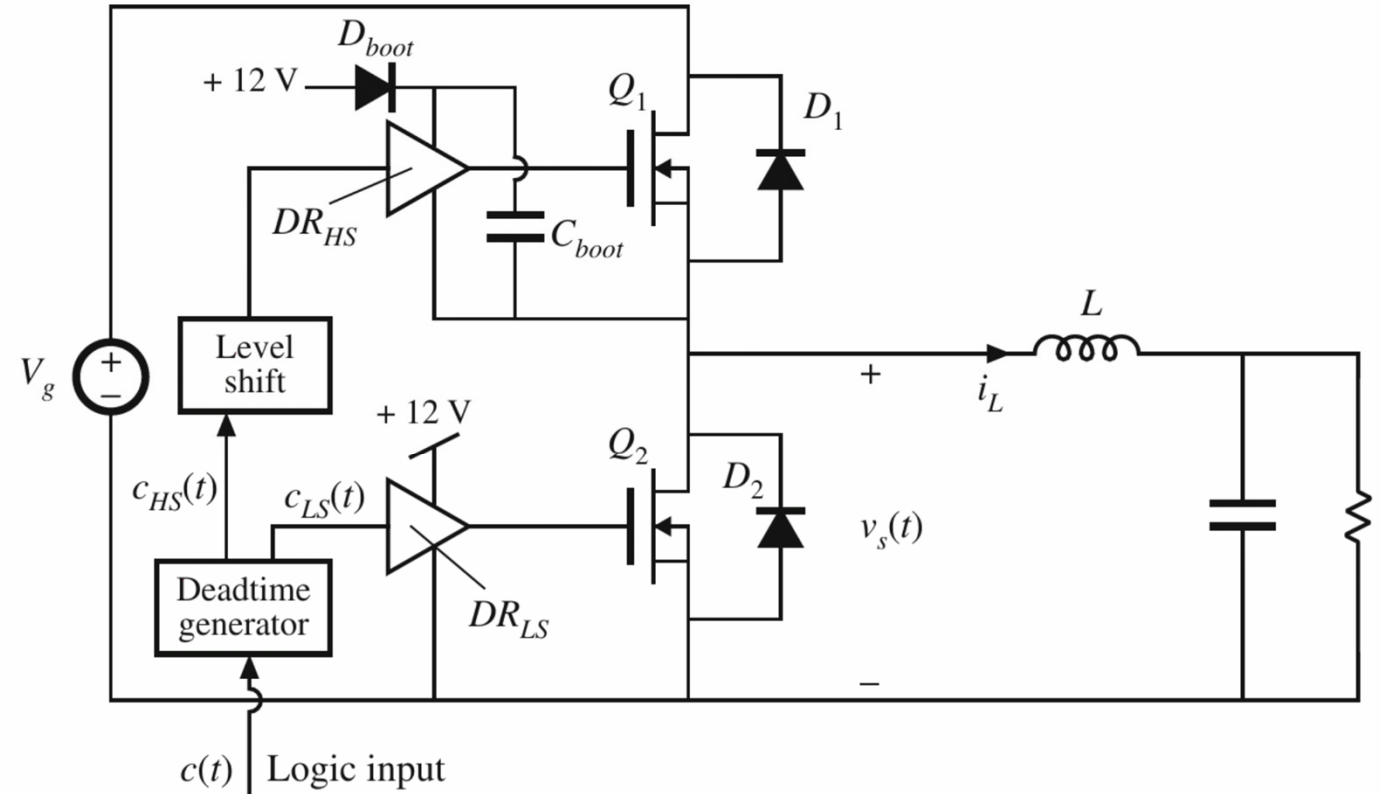 D_boot
+ 12 V
Q_1
D_1
DR_HS
C_boot
L
Level
shift
V_g
+
−
+
i_L
+ 12 V
Q_2
D_2
c_HS(t)
c_LS(t)
v_s(t)
Deadtime
generator
DR_LS
−
c(t)
Logic input